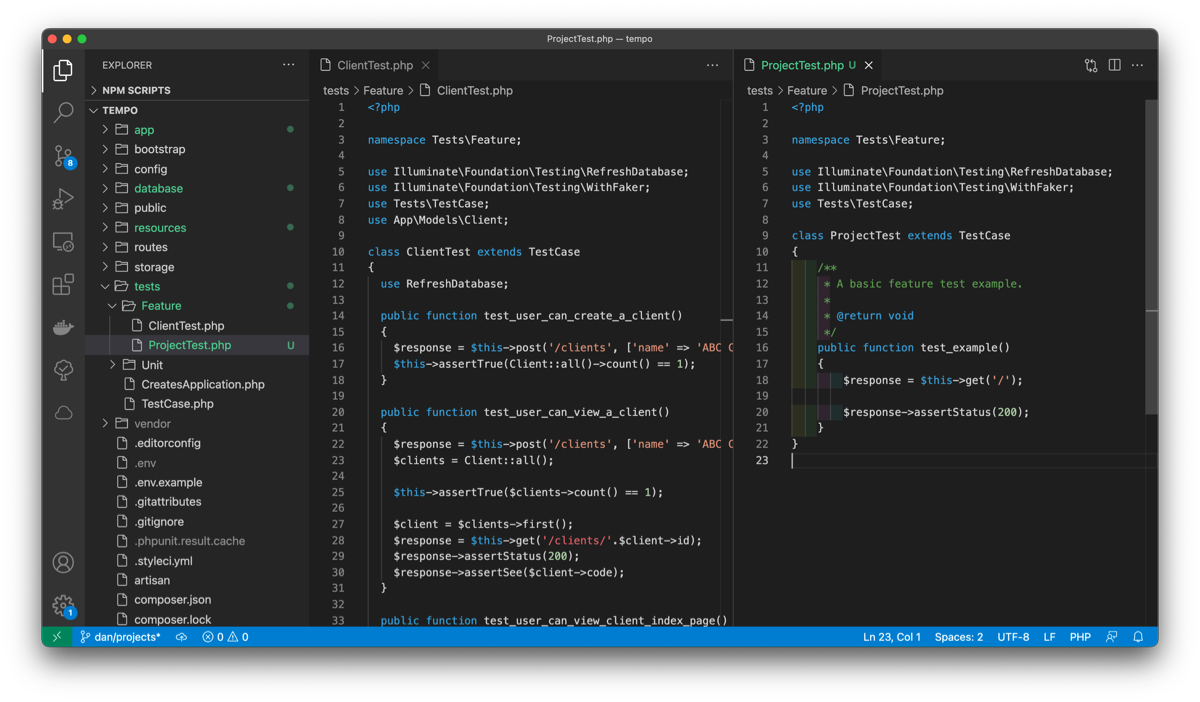 ProjectTest.php — tempo
EXPLORER
NPM SCRIPTS
TEMPO
app
bootstrap
config
database
public
resources
routes
storage
tests
Feature
ClientTest.php
ProjectTest.php U
Unit
CreatesApplication.php
TestCase.php
vendor
.editorconfig
.env
.env.example
.gitattributes
.gitignore
.phpunit.result.cache
.styleci.yml
artisan
composer.json
composer.lock
8
1
ClientTest.php
tests > Feature > ClientTest.php
1 <?php
2
3 namespace Tests\Feature;
4
5 use Illuminate\Foundation\Testing\RefreshDatabase;
6 use Illuminate\Foundation\Testing\WithFaker;
7 use Tests\TestCase;
8 use App\Models\Client;
9
10 class ClientTest extends TestCase
11 {
12 use RefreshDatabase;
13
14 public function test_user_can_create_a_client()
15 {
16 $response = $this->post('/clients', ['name' => 'ABC
17 $this->assertTrue(Client::all()->count() == 1);
18 }
19
20 public function test_user_can_view_a_client()
21 {
22 $response = $this->post('/clients', ['name' => 'ABC
23 $clients = Client::all();
24
25 $this->assertTrue($clients->count() == 1);
26
27 $client = $clients->first();
28 $response = $this->get('/clients/'.$client->id);
29 $response->assertStatus(200);
30 $response->assertSee($client->code);
31 }
32
33 public function test_user_can_view_client_index_page()
ProjectTest.php U
tests > Feature > ProjectTest.php
1 <?php
2
3 namespace Tests\Feature;
4
5 use Illuminate\Foundation\Testing\RefreshDatabase;
6 use Illuminate\Foundation\Testing\WithFaker;
7 use Tests\TestCase;
8
9 class ProjectTest extends TestCase
10 {
11 /**
12 * A basic feature test example.
13 *
14 * @return void
15 */
16 public function test_example()
17 {
18 $response = $this->get('/');
19
20 $response->assertStatus(200);
21 }
22 }
23
dan/projects* 0 0 Ln 23, Col 1 Spaces: 2 UTF-8 LF PHP